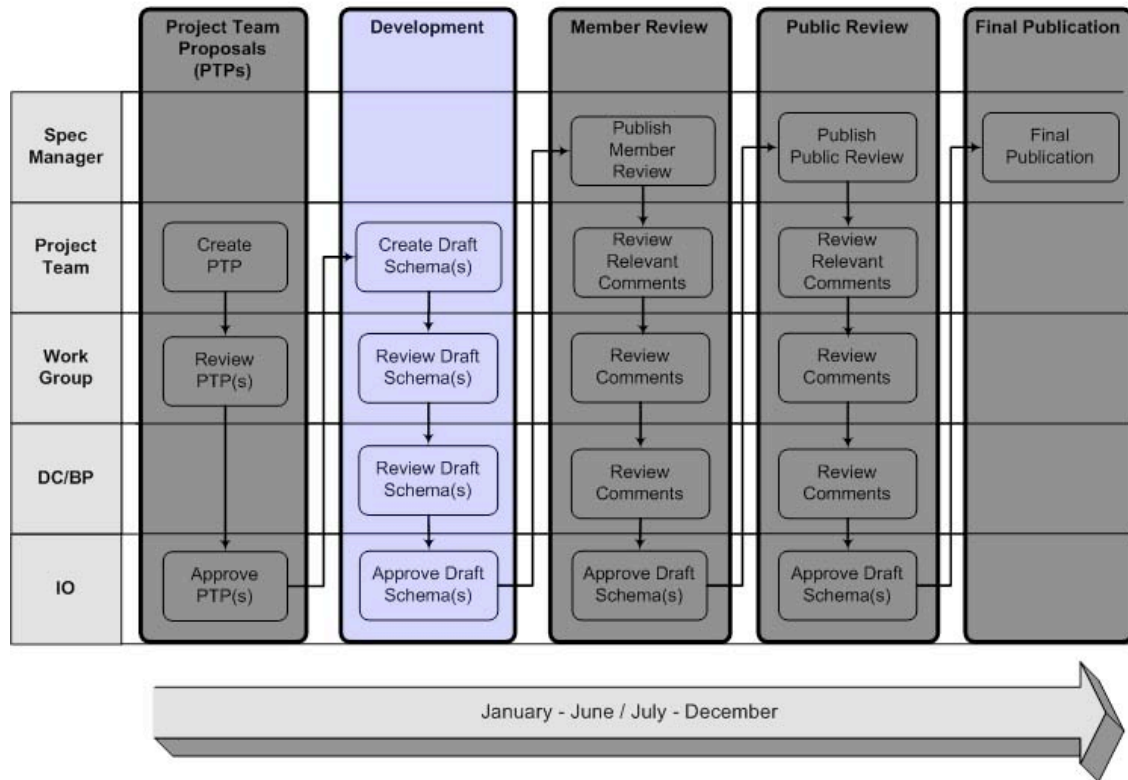 Project Team
Proposals
(PTPs)
Development
Member Review
Public Review
Final Publication
Spec
Manager
Publish
Member
Review
Publish
Public Review
Final
Publication
Project
Team
Create
PTP
Create Draft
Schema(s)
Review
Relevant
Comments
Review
Relevant
Comments
Work
Group
Review
PTP(s)
Review Draft
Schema(s)
Review
Comments
Review
Comments
DC/BP
Review Draft
Schema(s)
Review
Comments
Review
Comments
IO
Approve
PTP(s)
Approve Draft
Schema(s)
Approve Draft
Schema(s)
Approve Draft
Schema(s)
January - June / July - December